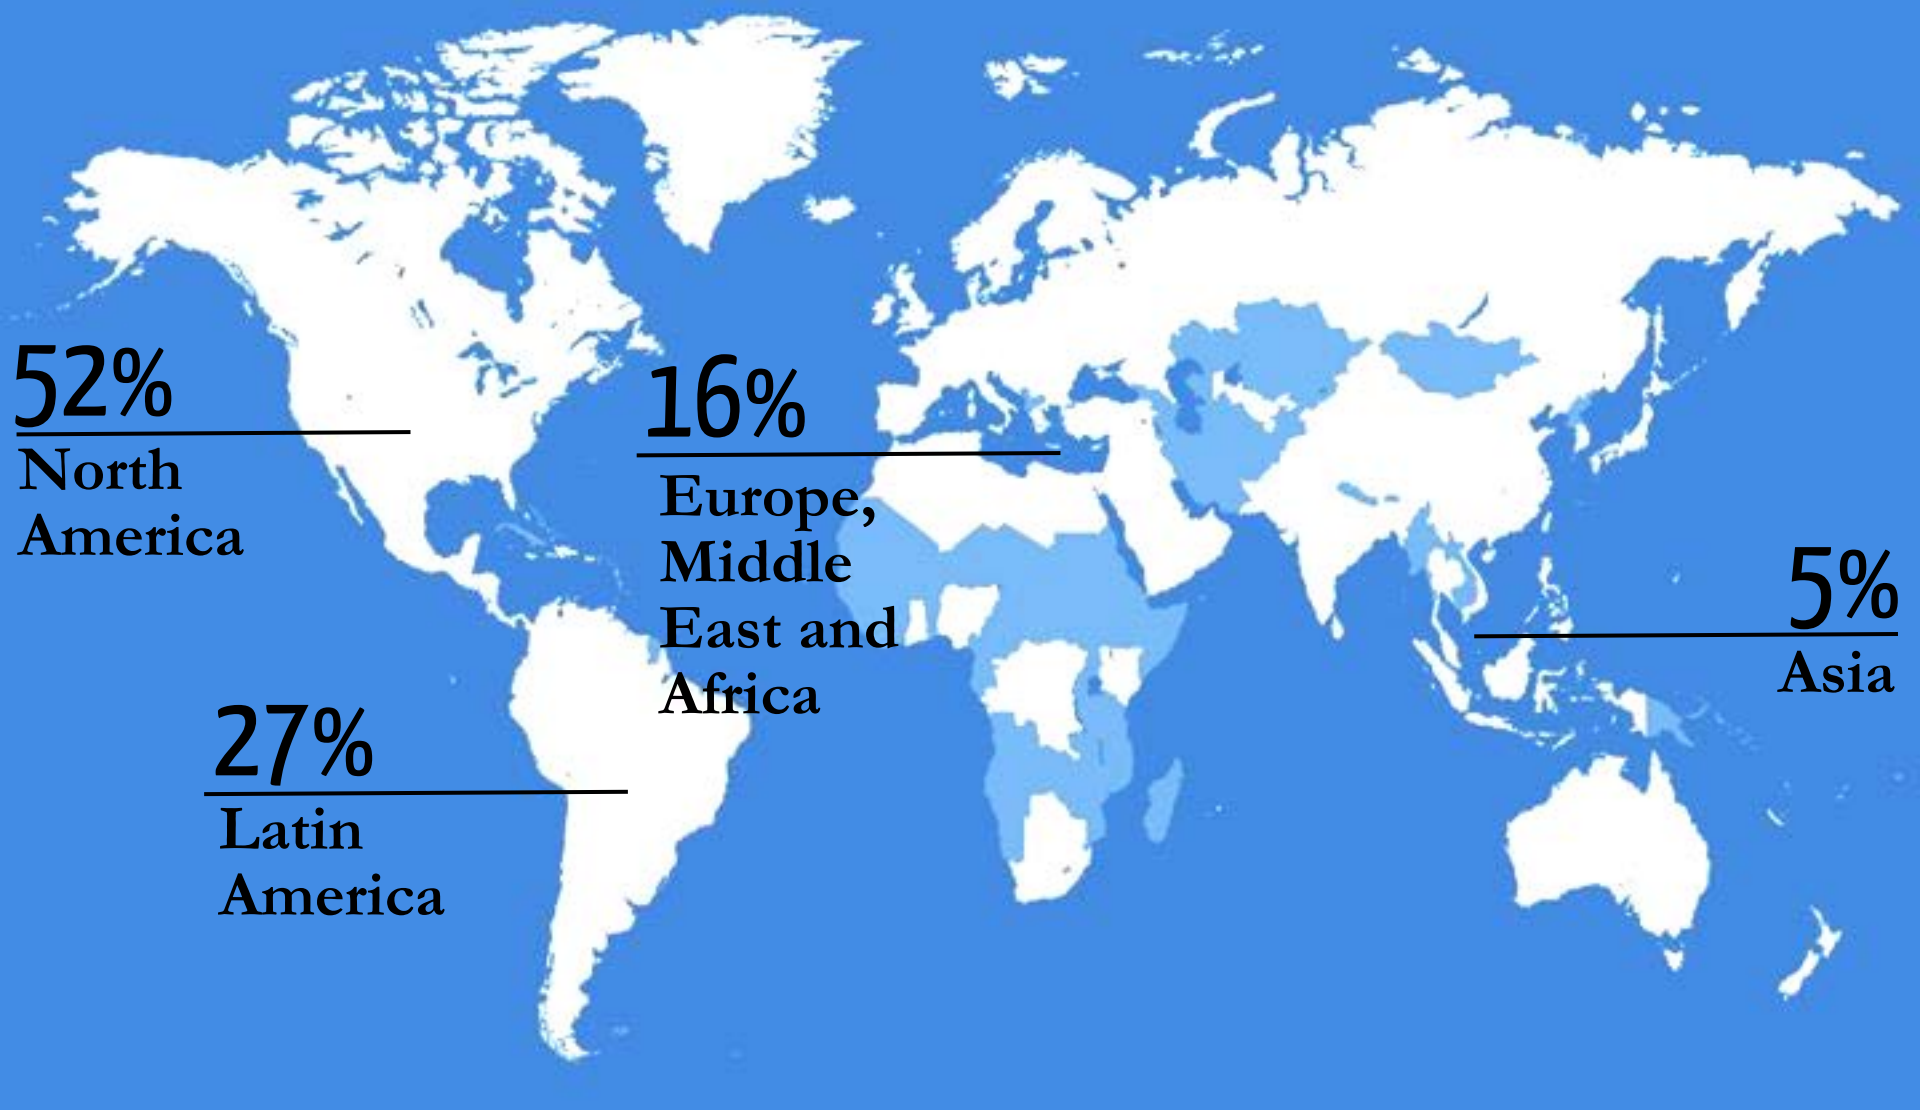 52%
North
America
16%
Europe,
Middle
East and
Africa
5%
Asia
27%
Latin
America